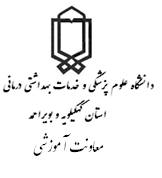 دانشگاه علوم پزشکی و خدمات بهداشتی درمانی
استان کهگیلویه و بویراحمد
معاونت آموزشی